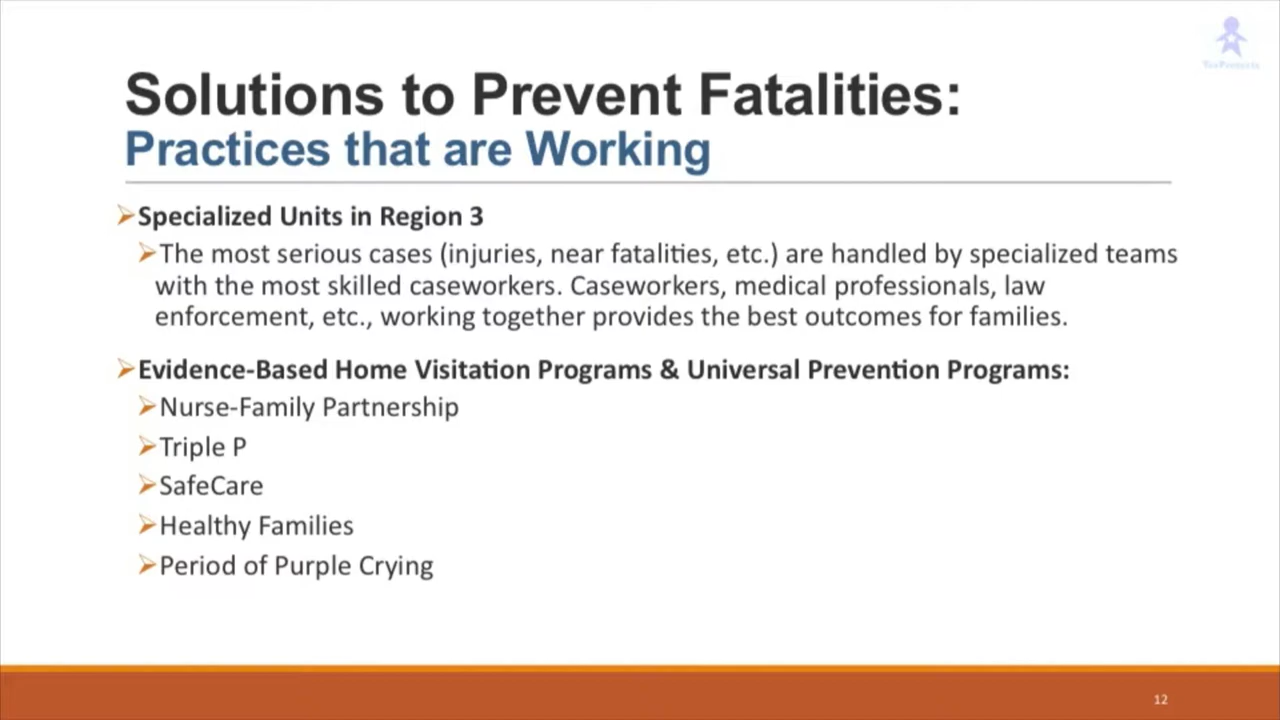 Solutions to Prevent Fatalities:
Practices that are Working
Specialized Units in Region 3
The most serious cases (injuries, near fatalities, etc.) are handled by specialized teams
with the most skilled caseworkers. Caseworkers, medical professionals, law
enforcement, etc., working together provides the best outcomes for families.
Evidence-Based Home Visitation Programs & Universal Prevention Programs:
Nurse-Family Partnership
Triple P
SafeCare
Healthy Families
Period of Purple Crying
12